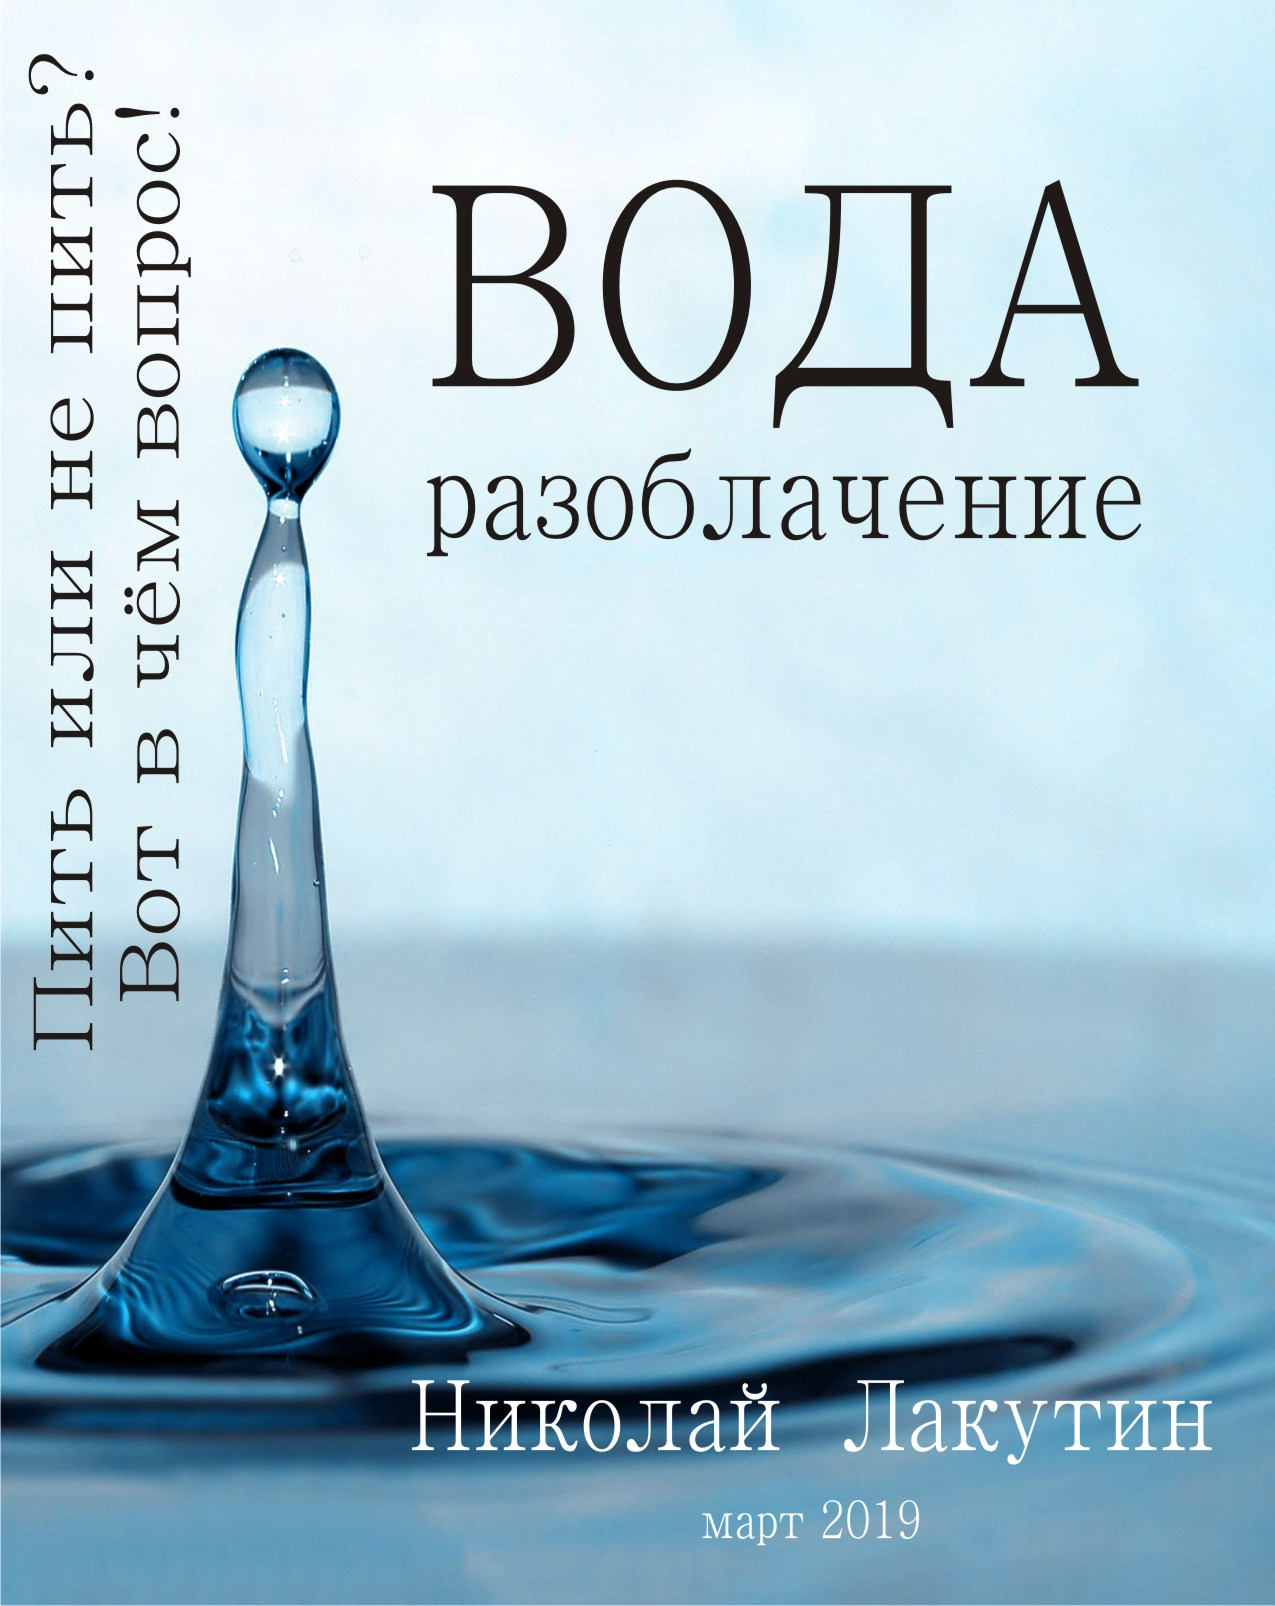 Пить или не пить?
Вот в чём вопрос!
ВОДА
разоблачение
Николай Лакутин
март 2019